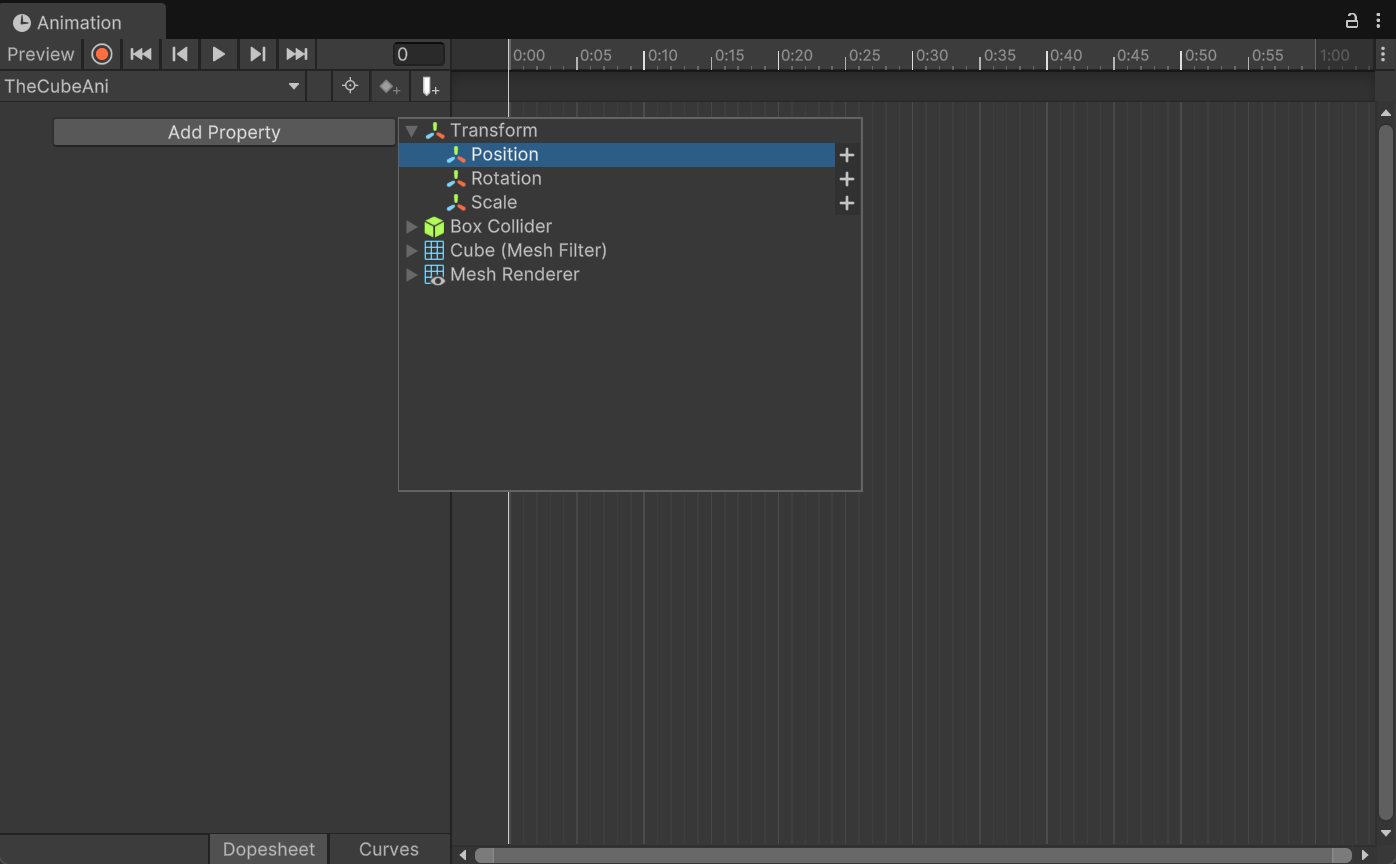 Animation
Preview 0 0:00 0:05 0:10 0:15 0:20 0:25 0:30 0:35 0:40 0:45 0:50 0:55 1:00
TheCubeAni
Add Property
Transform
Position
Rotation
Scale
Box Collider
Cube (Mesh Filter)
Mesh Renderer
Dopesheet Curves